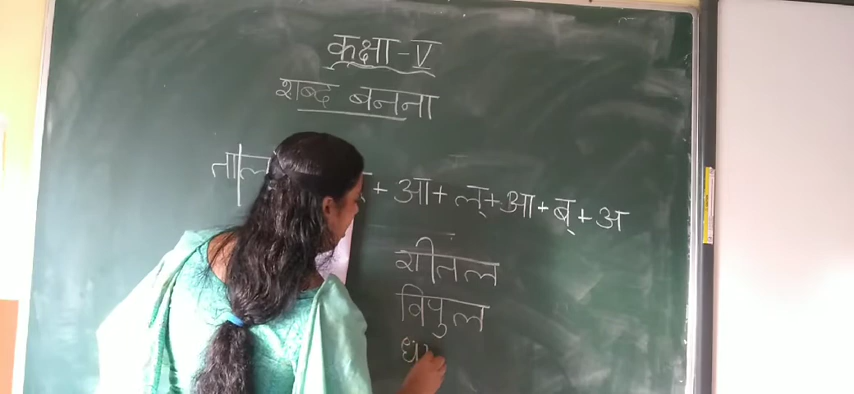 कक्षा - V
शब्द बनना
+ आ + ल् + आ + ब् + अ
शीतल
विपुल